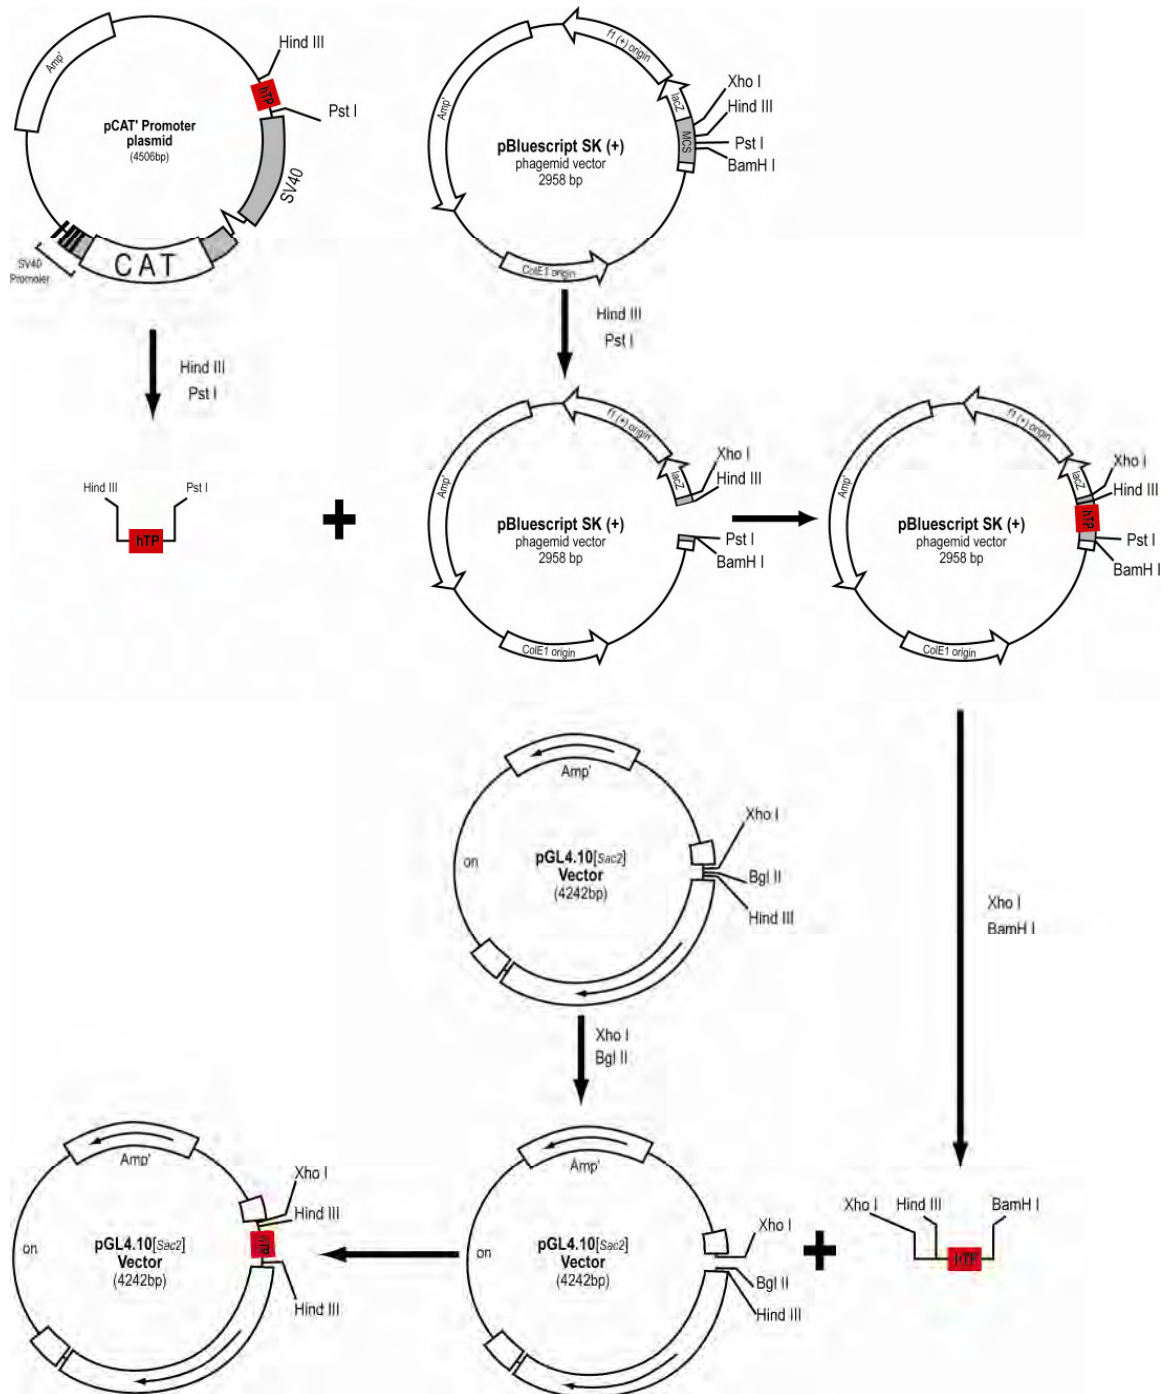 Amp'
Hind III
hTP
Pst I
pCAT' Promoter
plasmid
(4506bp)
SV40
CAT
SV40
Promoter
Hind III
Pst I
f1 (+) origin
Amp'
lacZ
MCS
Xho I
Hind III
Pst I
BamH I
pBluescript SK (+)
phagemid vector
2958 bp
ColE1 origin
Hind III
Pst I
Hind III
Pst I
hTP
+
f1 (+) origin
Amp'
lacZ
Xho I
Hind III
Pst I
BamH I
pBluescript SK (+)
phagemid vector
2958 bp
ColE1 origin
f1 (+) origin
Amp'
lacZ
Xho I
Hind III
hTP
Pst I
BamH I
pBluescript SK (+)
phagemid vector
2958 bp
ColE1 origin
Xho I
BamH I
Amp'
on
pGL4.10[Sac2]
Vector
(4242bp)
Xho I
Bgl II
Hind III
Xho I
Bgl II
Amp'
on
pGL4.10[Sac2]
Vector
(4242bp)
Xho I
Hind III
hTP
Hind III
Amp'
on
pGL4.10[Sac2]
Vector
(4242bp)
Xho I
Bgl II
Hind III
+
Xho I
Hind III
BamH I
hTP